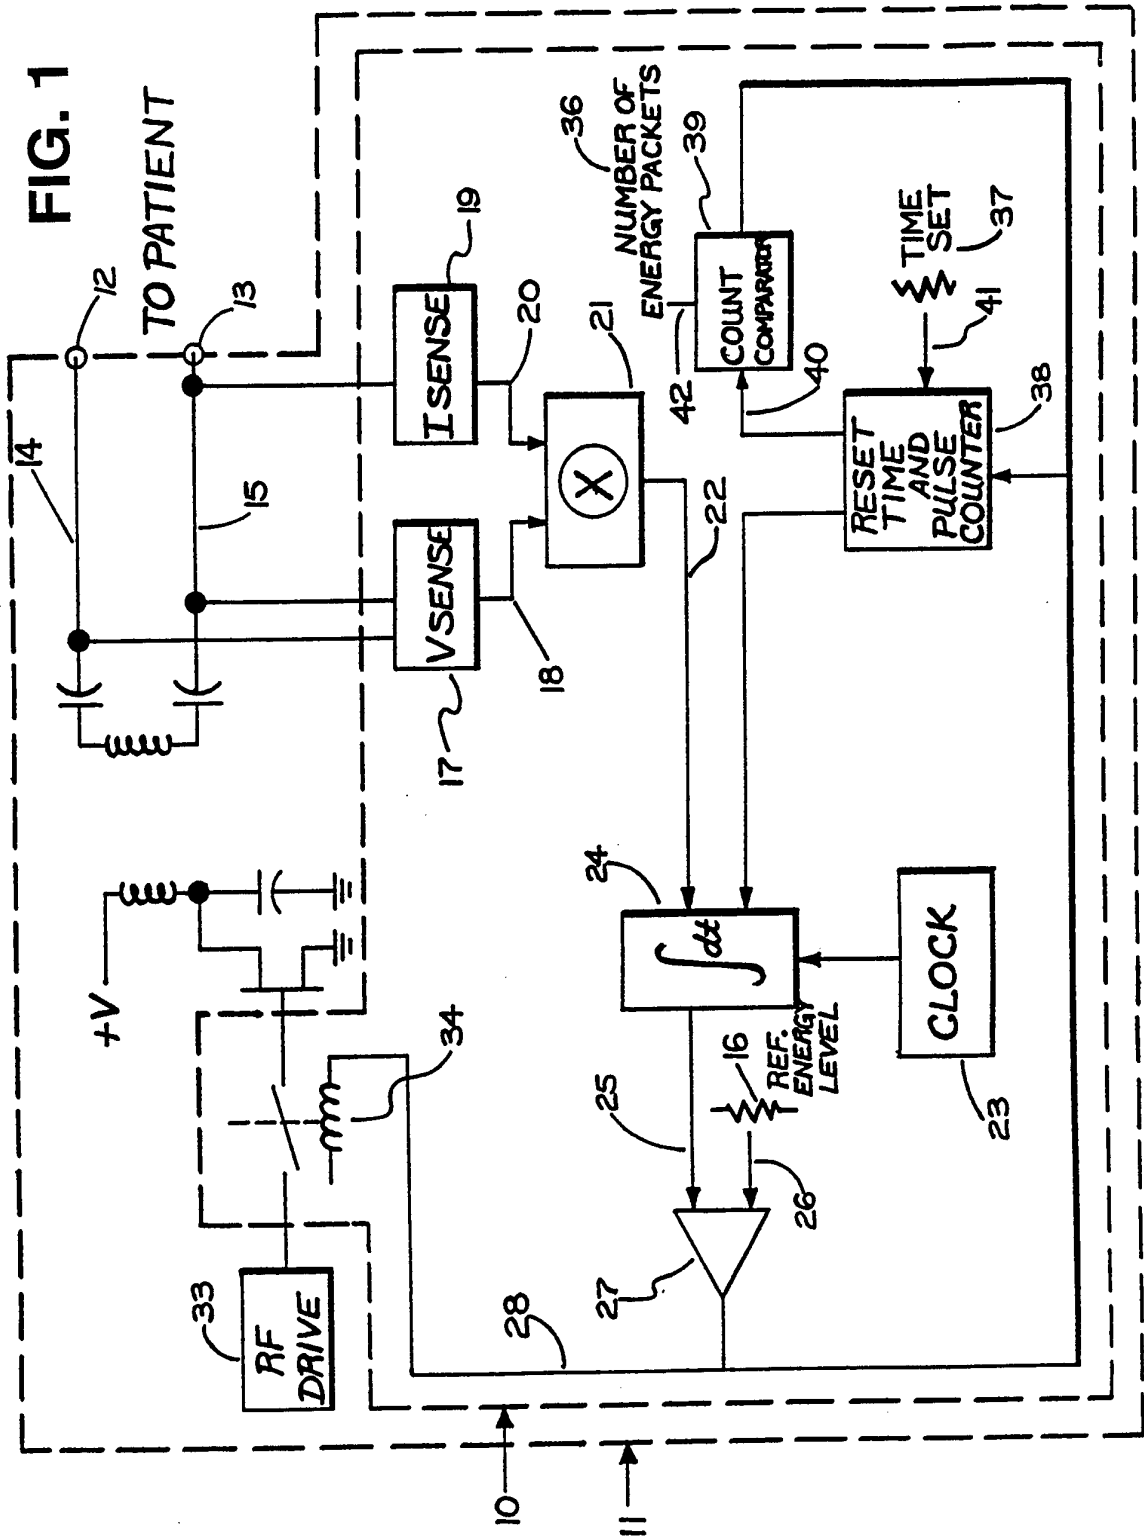 FIG. 1
TO PATIENT
12
13
14
15
+V
33
RF
DRIVE
34
17
V SENSE
18
I SENSE
19
20
21
X
22
NUMBER OF
ENERGY PACKETS
36
42
COUNT
COMPARATOR
39
40
TIME
SET
37
41
RESET
TIME
AND
PULSE
COUNTER
38
24
∫dt
25
16
REF.
ENERGY
LEVEL
26
27
28
CLOCK
23
10
11